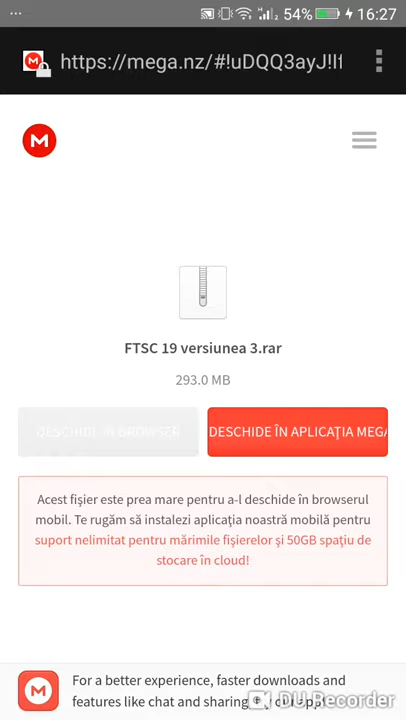 54% 16:27
https://mega.nz/#!uDQQ3ayJ!If
FTSC 19 versiunea 3.rar
293.0 MB
DESCHIDE ÎN BROWSER
DESCHIDE ÎN APLICAŢIA MEGA
Acest fişier este prea mare pentru a-l deschide în browserul
mobil. Te rugăm să instalezi aplicaţia noastră mobilă pentru
suport nelimitat pentru mărimile fişierelor şi 50GB spaţiu de
stocare în cloud!
For a better experience, faster downloads and
features like chat and sharing,
DU Recorder